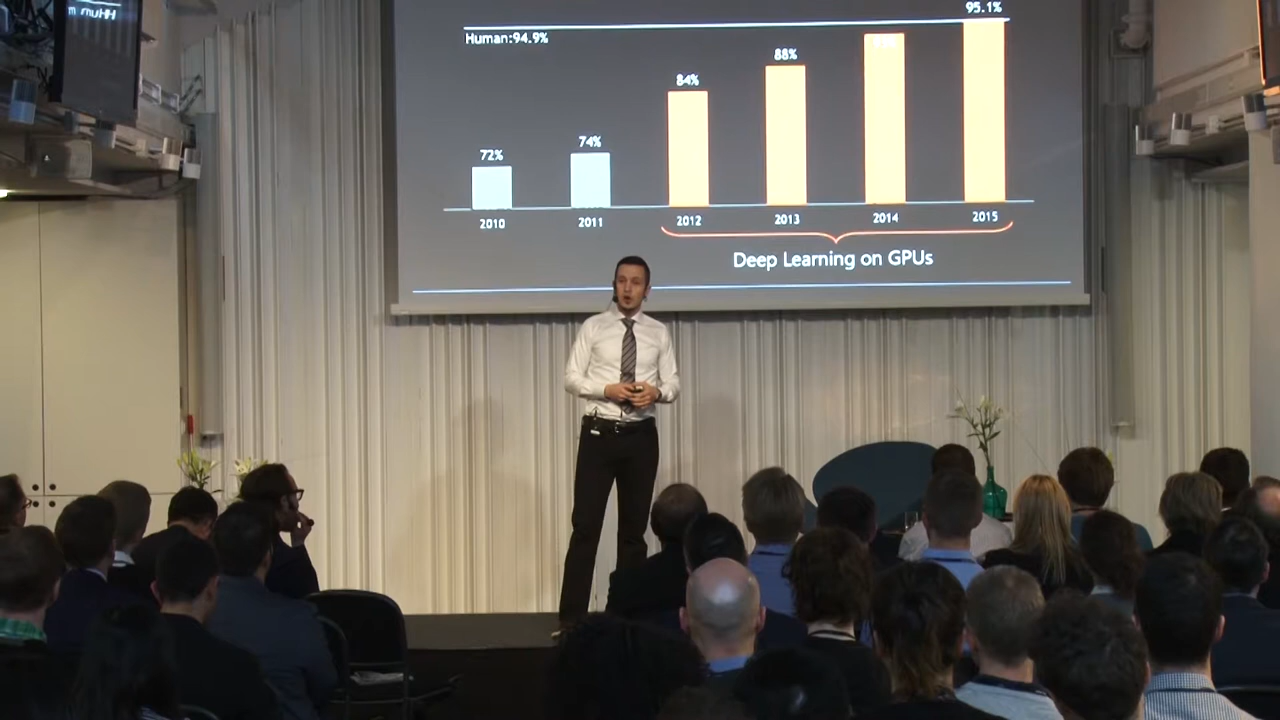 95.1%
Human:94.9%
88%
84%
74%
72%
2010 2011 2012 2013 2014 2015
Deep Learning on GPUs